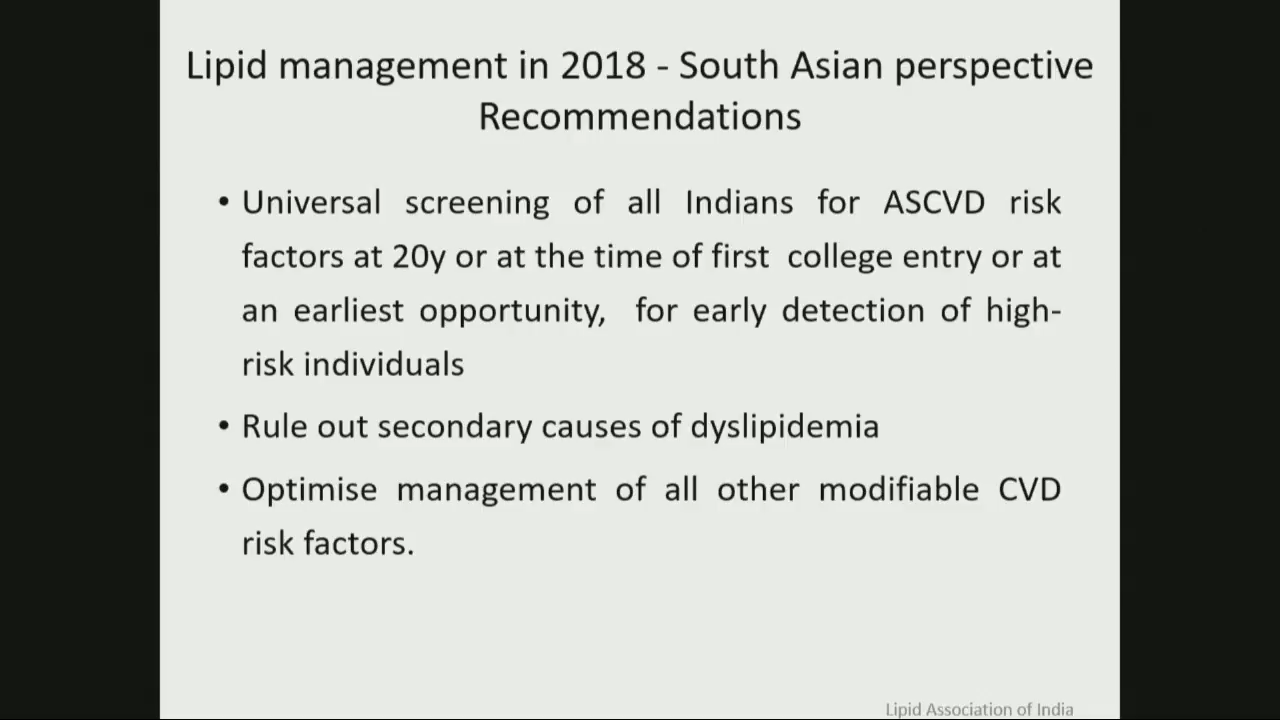 Lipid management in 2018 - South Asian perspective
Recommendations
• Universal screening of all Indians for ASCVD risk
factors at 20y or at the time of first college entry or at
an earliest opportunity, for early detection of high-
risk individuals
• Rule out secondary causes of dyslipidemia
• Optimise management of all other modifiable CVD
risk factors.
Lipid Association of India